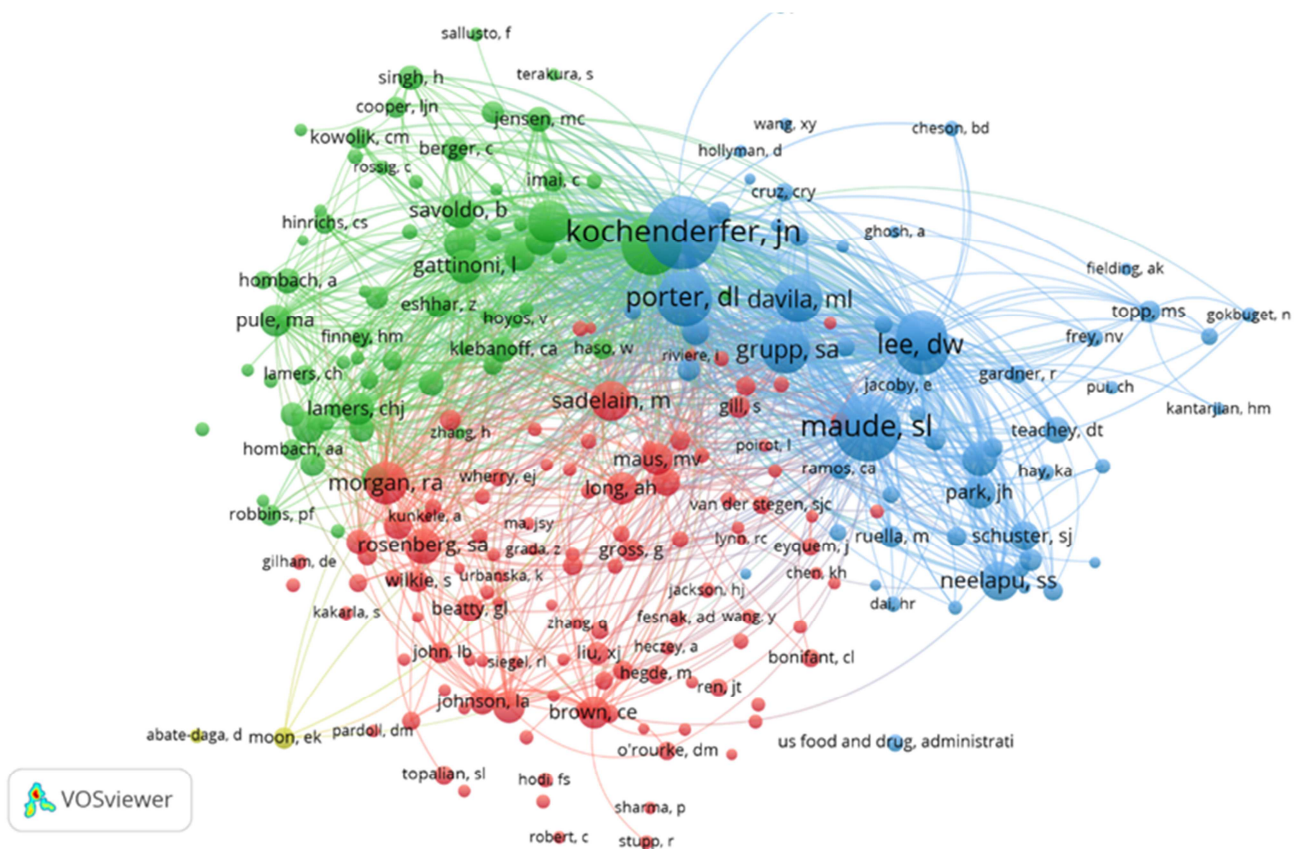 sallusto, f
singh, h
terakura, s
cooper, ljn
jensen, mc
wang, xy
cheson, bd
kowolik, cm
berger, c
hollyman, d
rossig, c
imai, c
cruz, cry
savoldo, b
hinrichs, cs
kochenderfer, jn
ghosh, a
gattinoni, l
fielding, ak
hombach, a
eshhar, z
porter, dl
davila, ml
topp, ms
gokbuget, n
pule, ma
hoyos, v
finney, hm
klebanoff, ca
haso, w
riviere, i
grupp, sa
lee, dw
frey, nv
lamers, ch
jacoby, e
gardner, r
pui, ch
sadelain, m
gill, s
kantarjian, hm
lamers, chj
zhang, h
maude, sl
teachey, dt
hombach, aa
poirot, l
maus, mv
ramos, ca
hay, ka
morgan, ra
wherry, ej
long, ah
park, jh
van der stegen, sjc
robbins, pf
kunkele, a
ma, jsy
lynn, rc
ruella, m
schuster, sj
rosenberg, sa
grada, z
gross, g
eyquem, j
gilham, de
wilkie, s
urbanska, k
chen, kh
neelapu, ss
jackson, hj
kakarla, s
beatty, gl
dai, hr
zhang, q
fesnak, ad
wang, y
john, lb
siegel, rl
liu, xj
heczey, a
bonifant, cl
hegde, m
ren, jt
johnson, la
brown, ce
abate-daga, d
moon, ek
pardoll, dm
us food and drug, administrati
o'rourke, dm
topalian, sl
hodi, fs
sharma, p
robert, c
stupp, r
VOSviewer